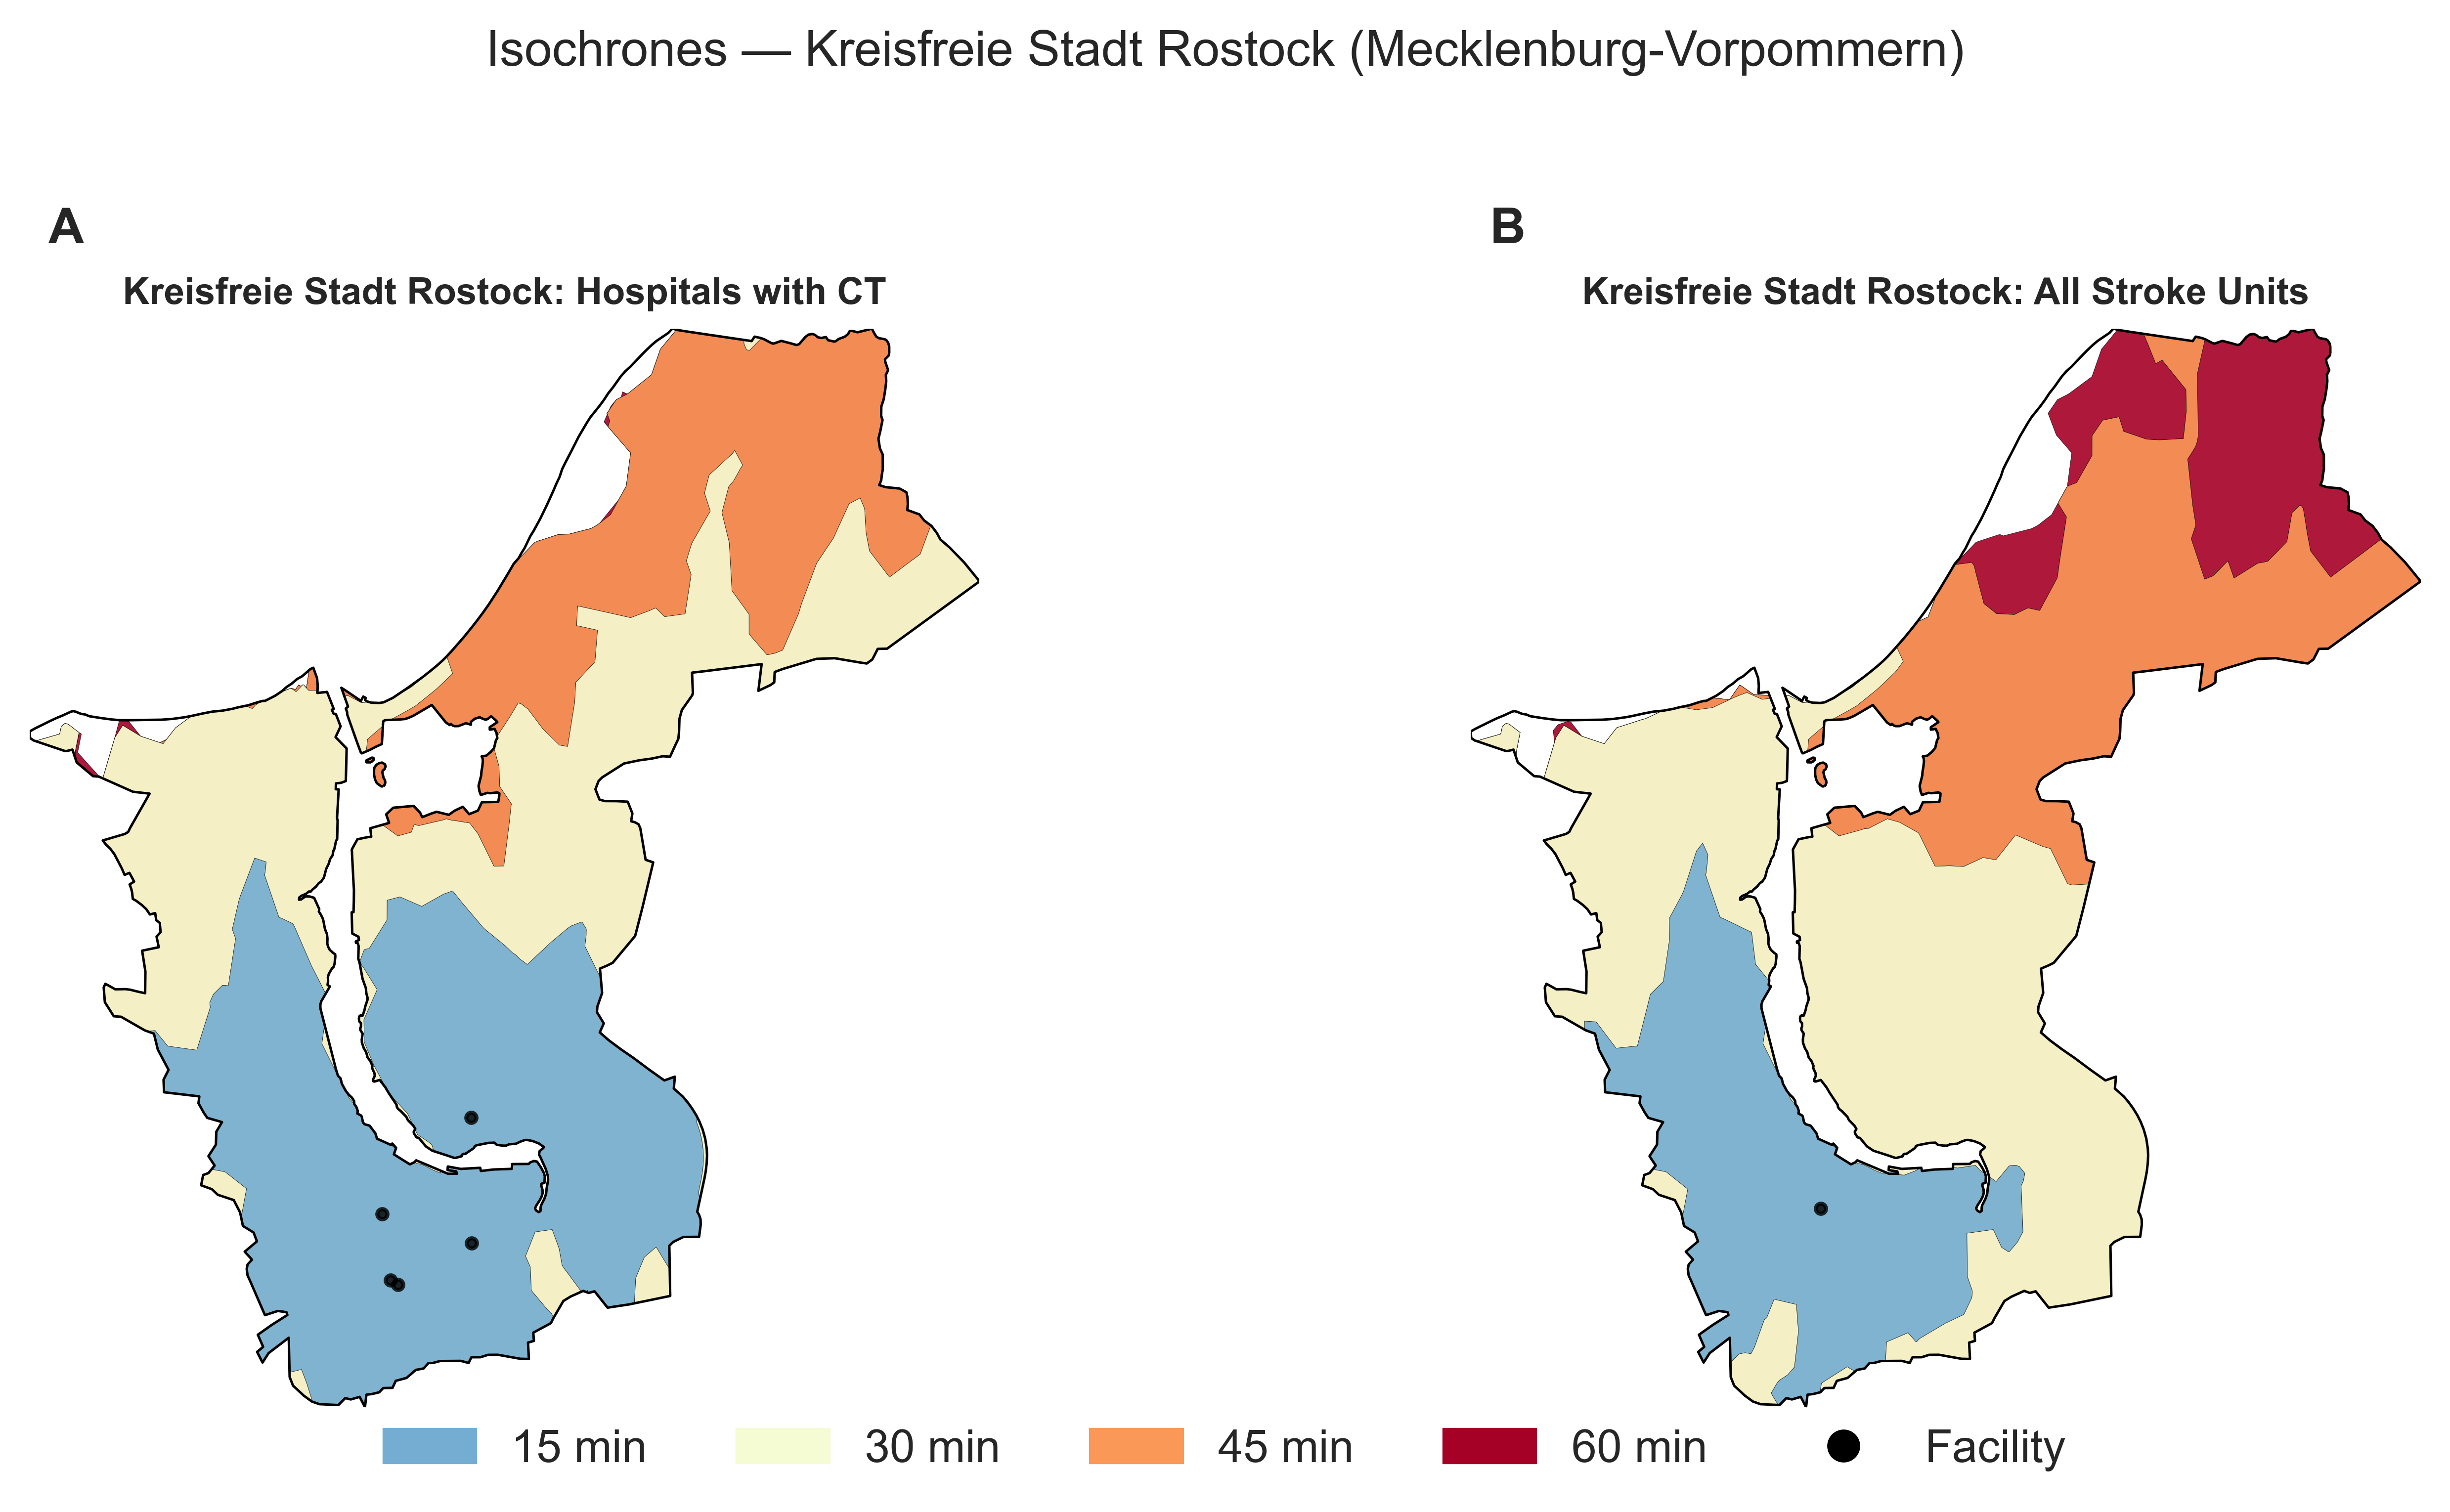 Isochrones — Kreisfreie Stadt Rostock (Mecklenburg-Vorpommern)
A
B
Kreisfreie Stadt Rostock: Hospitals with CT
Kreisfreie Stadt Rostock: All Stroke Units
15 min
30 min
45 min
60 min
Facility